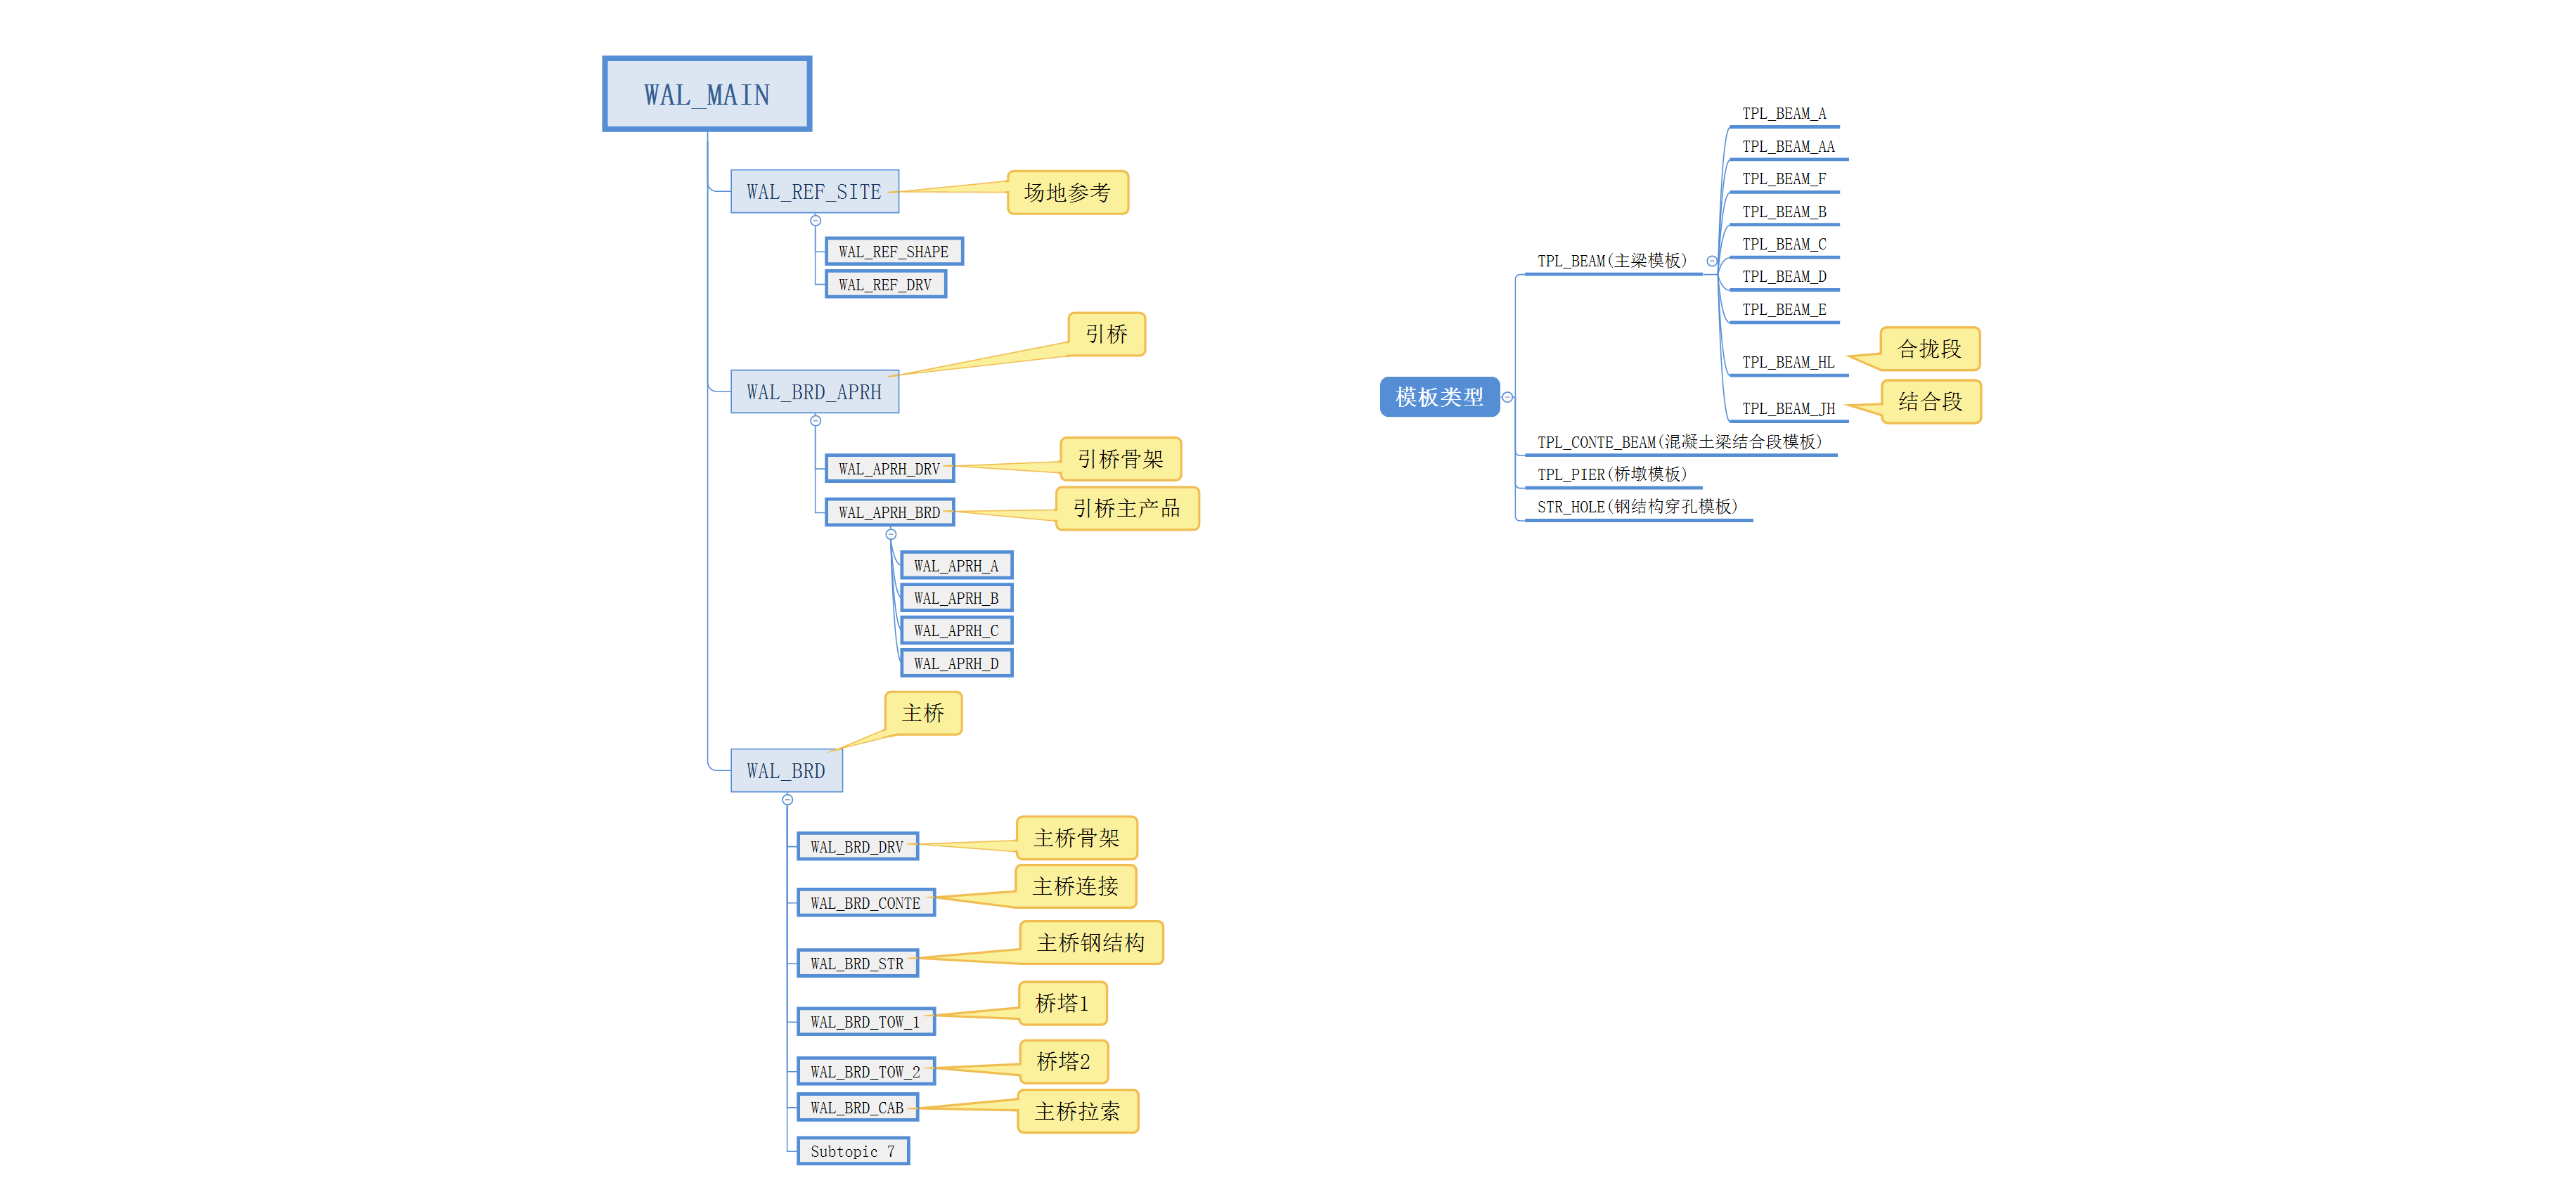 WAL_MAIN
WAL_REF_SITE
场地参考
WAL_REF_SHAPE
WAL_REF_DRV
引桥
WAL_BRD_APRH
WAL_APRH_DRV
引桥骨架
WAL_APRH_BRD
引桥主产品
WAL_APRH_A
WAL_APRH_B
WAL_APRH_C
WAL_APRH_D
主桥
WAL_BRD
WAL_BRD_DRV
主桥骨架
WAL_BRD_CONTE
主桥连接
WAL_BRD_STR
主桥钢结构
WAL_BRD_TOW_1
桥塔1
WAL_BRD_TOW_2
桥塔2
WAL_BRD_CAB
主桥拉索
Subtopic 7
模板类型
TPL_BEAM(主梁模板)
TPL_BEAM_A
TPL_BEAM_AA
TPL_BEAM_F
TPL_BEAM_B
TPL_BEAM_C
TPL_BEAM_D
TPL_BEAM_E
TPL_BEAM_HL
合拢段
TPL_BEAM_JH
结合段
TPL_CONTE_BEAM(混凝土梁结合段模板)
TPL_PIER(桥墩模板)
STR_HOLE(钢结构穿孔模板)